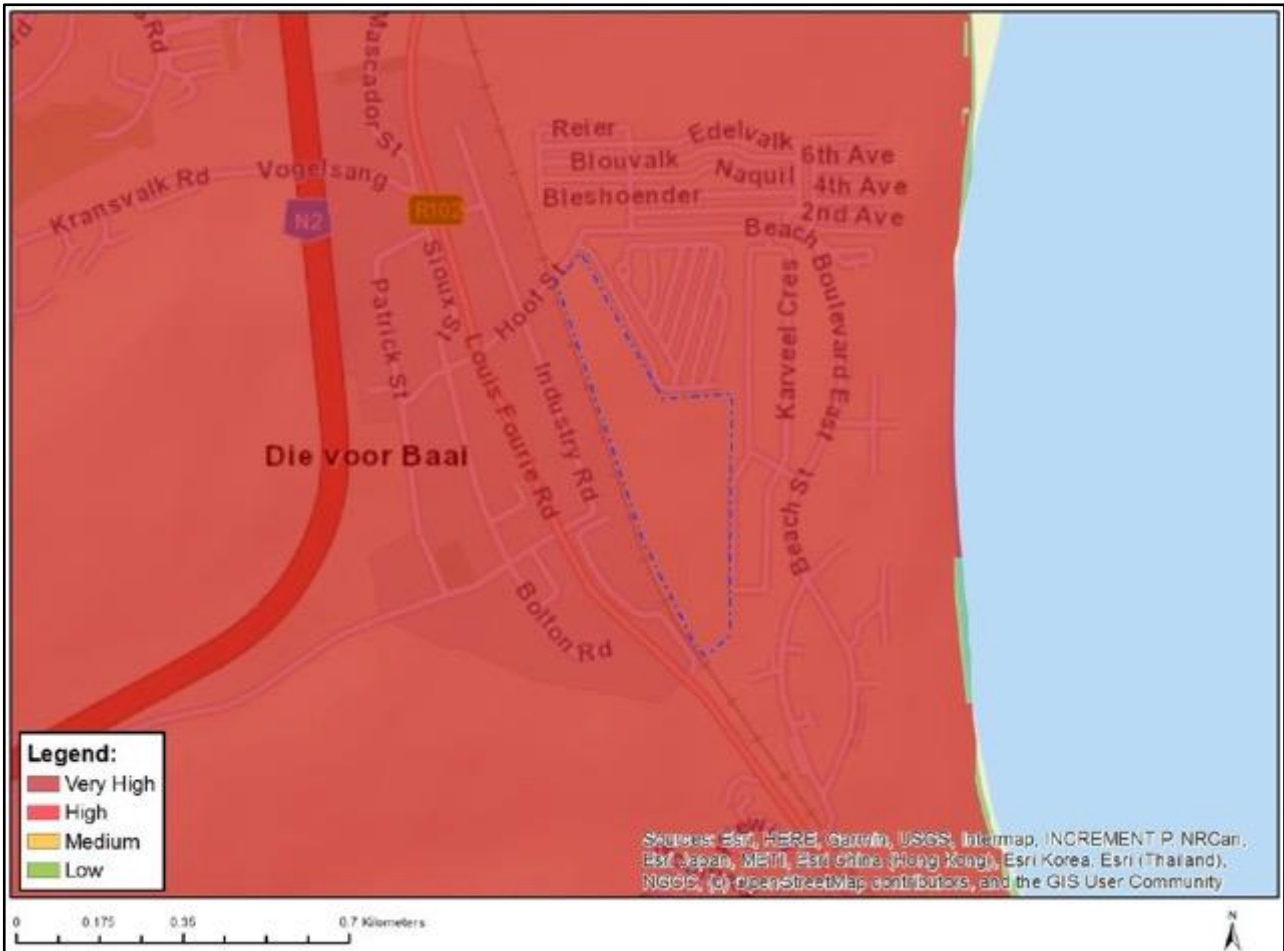 Rd
Rd
Mascador St
Reier
Edelvalk
6th Ave
Blouvalk
Naquil
4th Ave
Vogelsang
Kransvalk Rd
Bleshoender
2nd Ave
R102
N2
Beach Boulevard East
Sioux St
Hoof St
Karveel Cres
Patrick St
Louis Fourie Rd
Industry Rd
Die voor Baai
Beach St
Bolton Rd
Legend:
Very High
High
Medium
Low
Sources: Esri, HERE, Garmin, USGS, Intermap, INCREMENT P, NRCan,
Esri Japan, METI, Esri China (Hong Kong), Esri Korea, Esri (Thailand),
NGCC, (c) OpenStreetMap contributors, and the GIS User Community
0 0.175 0.35 0.7 Kilometers
N